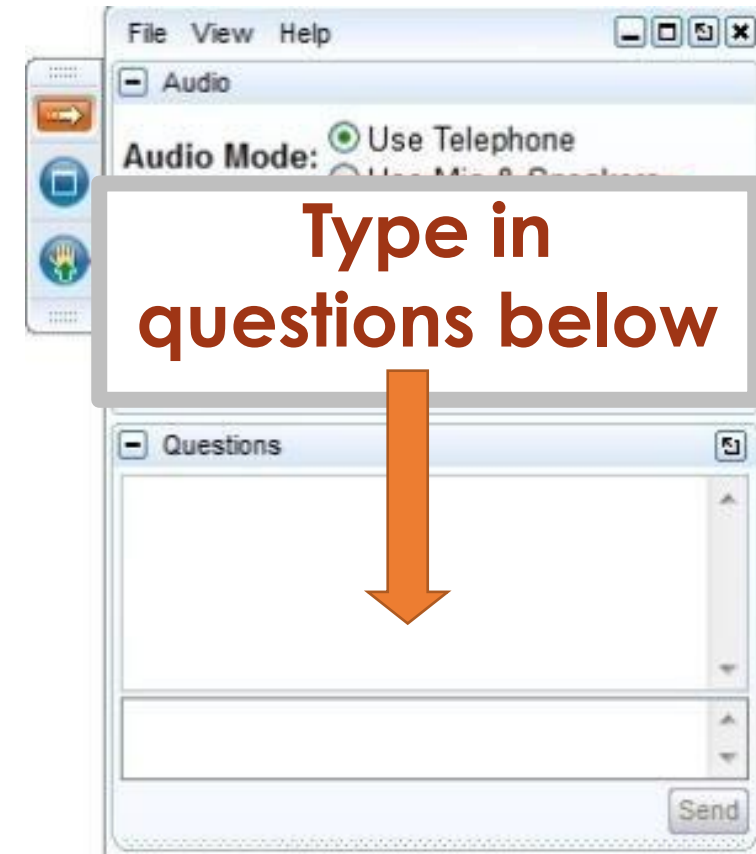 File View Help
Audio
Audio Mode: Use Telephone
Type in
questions below
Questions
Send